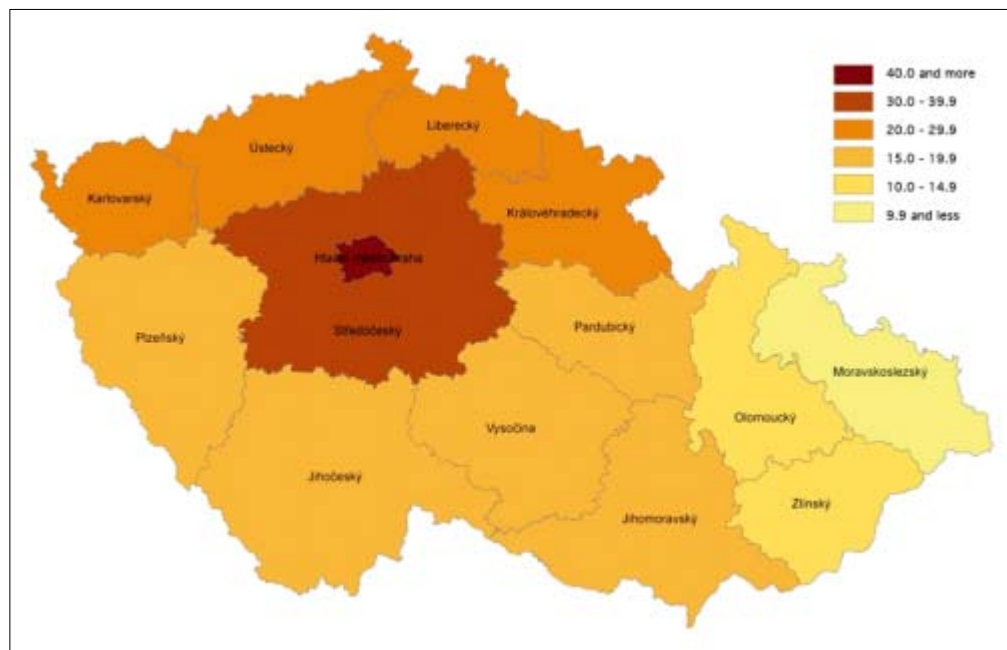 40.0 and more
30.0 - 39.9
20.0 - 29.9
15.0 - 19.9
10.0 - 14.9
9.9 and less
Liberecký
Ústecký
Karlovarský
Královéhradecký
Praha
Středočeský
Pardubický
Plzeňský
Moravskoslezský
Olomoucký
Vysočina
Jihočeský
Zlínský
Jihomoravský